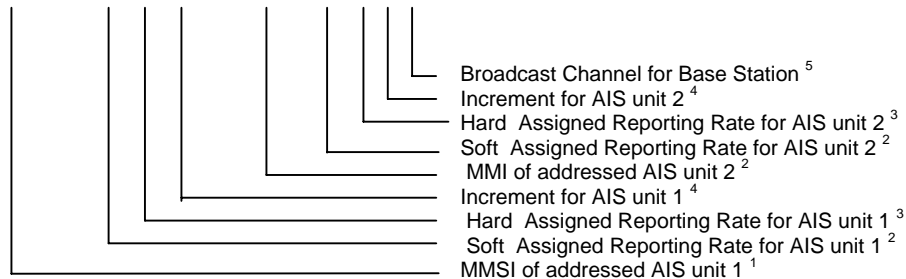 Broadcast Channel for Base Station 5
Increment for AIS unit 2 4
Hard Assigned Reporting Rate for AIS unit 2 3
Soft Assigned Reporting Rate for AIS unit 2 2
MMI of addressed AIS unit 2 2
Increment for AIS unit 1 4
Hard Assigned Reporting Rate for AIS unit 1 3
Soft Assigned Reporting Rate for AIS unit 1 2
MMSI of addressed AIS unit 1 1